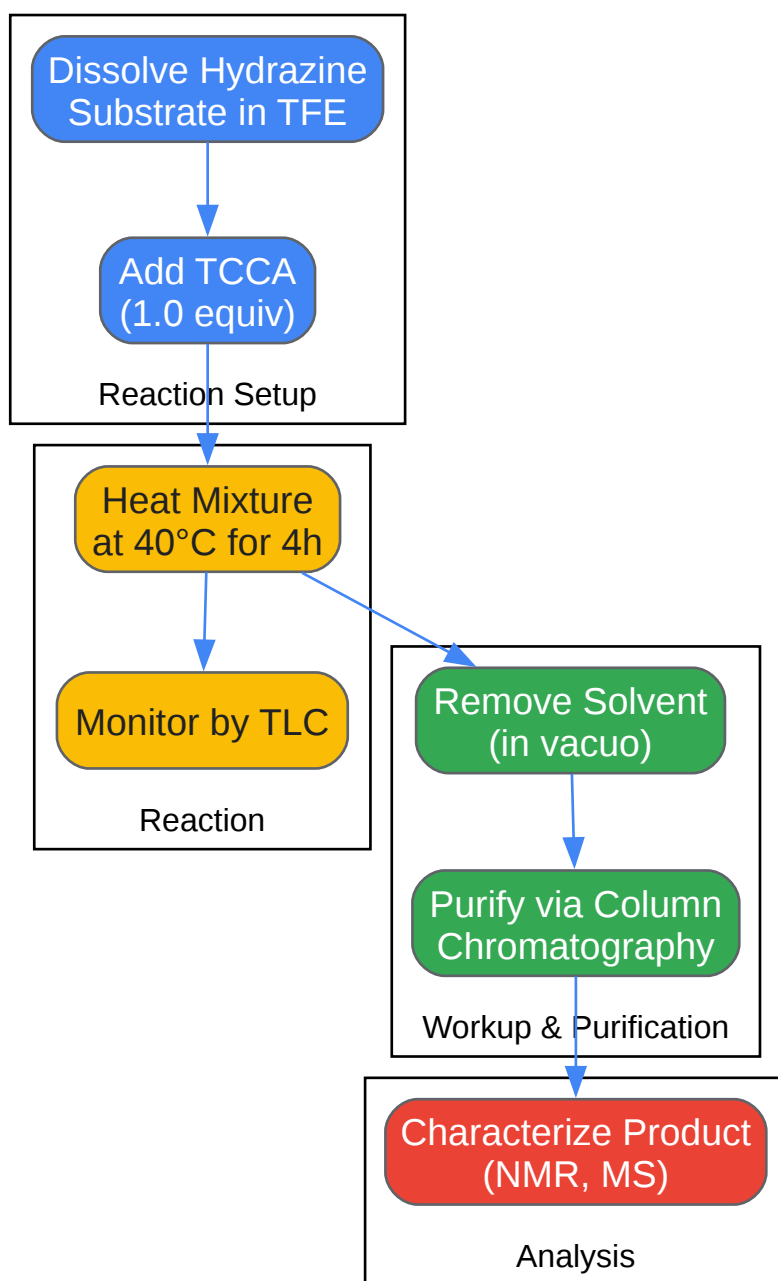 Dissolve Hydrazine
Substrate in TFE
Add TCCA
(1.0 equiv)
Reaction Setup
Heat Mixture
at 40°C for 4h
Monitor by TLC
Reaction
Remove Solvent
(in vacuo)
Purify via Column
Chromatography
Workup & Purification
Characterize Product
(NMR, MS)
Analysis